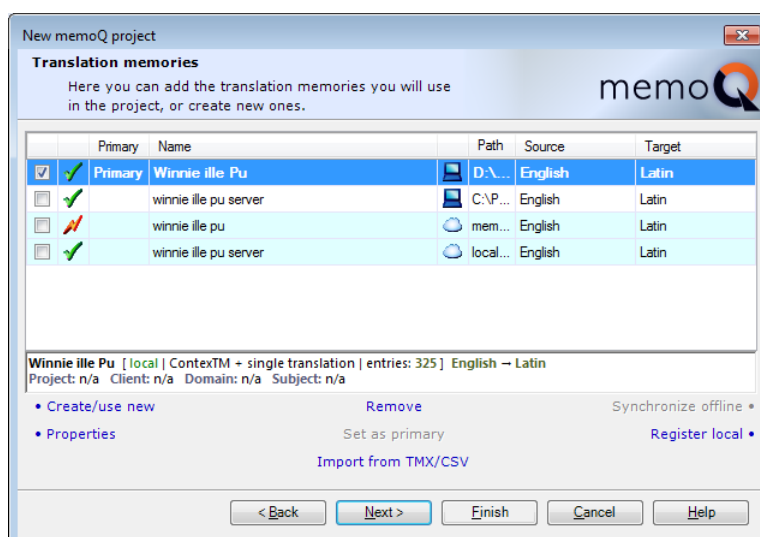 New memoQ project
Translation memories
Here you can add the translation memories you will use
in the project, or create new ones.
memoQ
Primary Name Path Source Target
Primary Winnie ille Pu D:\... English Latin
winnie ille pu server C:\P... English Latin
winnie ille pu mem... English Latin
winnie ille pu server local... English Latin
Winnie ille Pu [ local | ContexTM + single translation | entries: 325 ] English → Latin
Project: n/a Client: n/a Domain: n/a Subject: n/a
• Create/use new Remove Synchronize offline •
• Properties Set as primary Register local •
Import from TMX/CSV
< Back Next > Finish Cancel Help